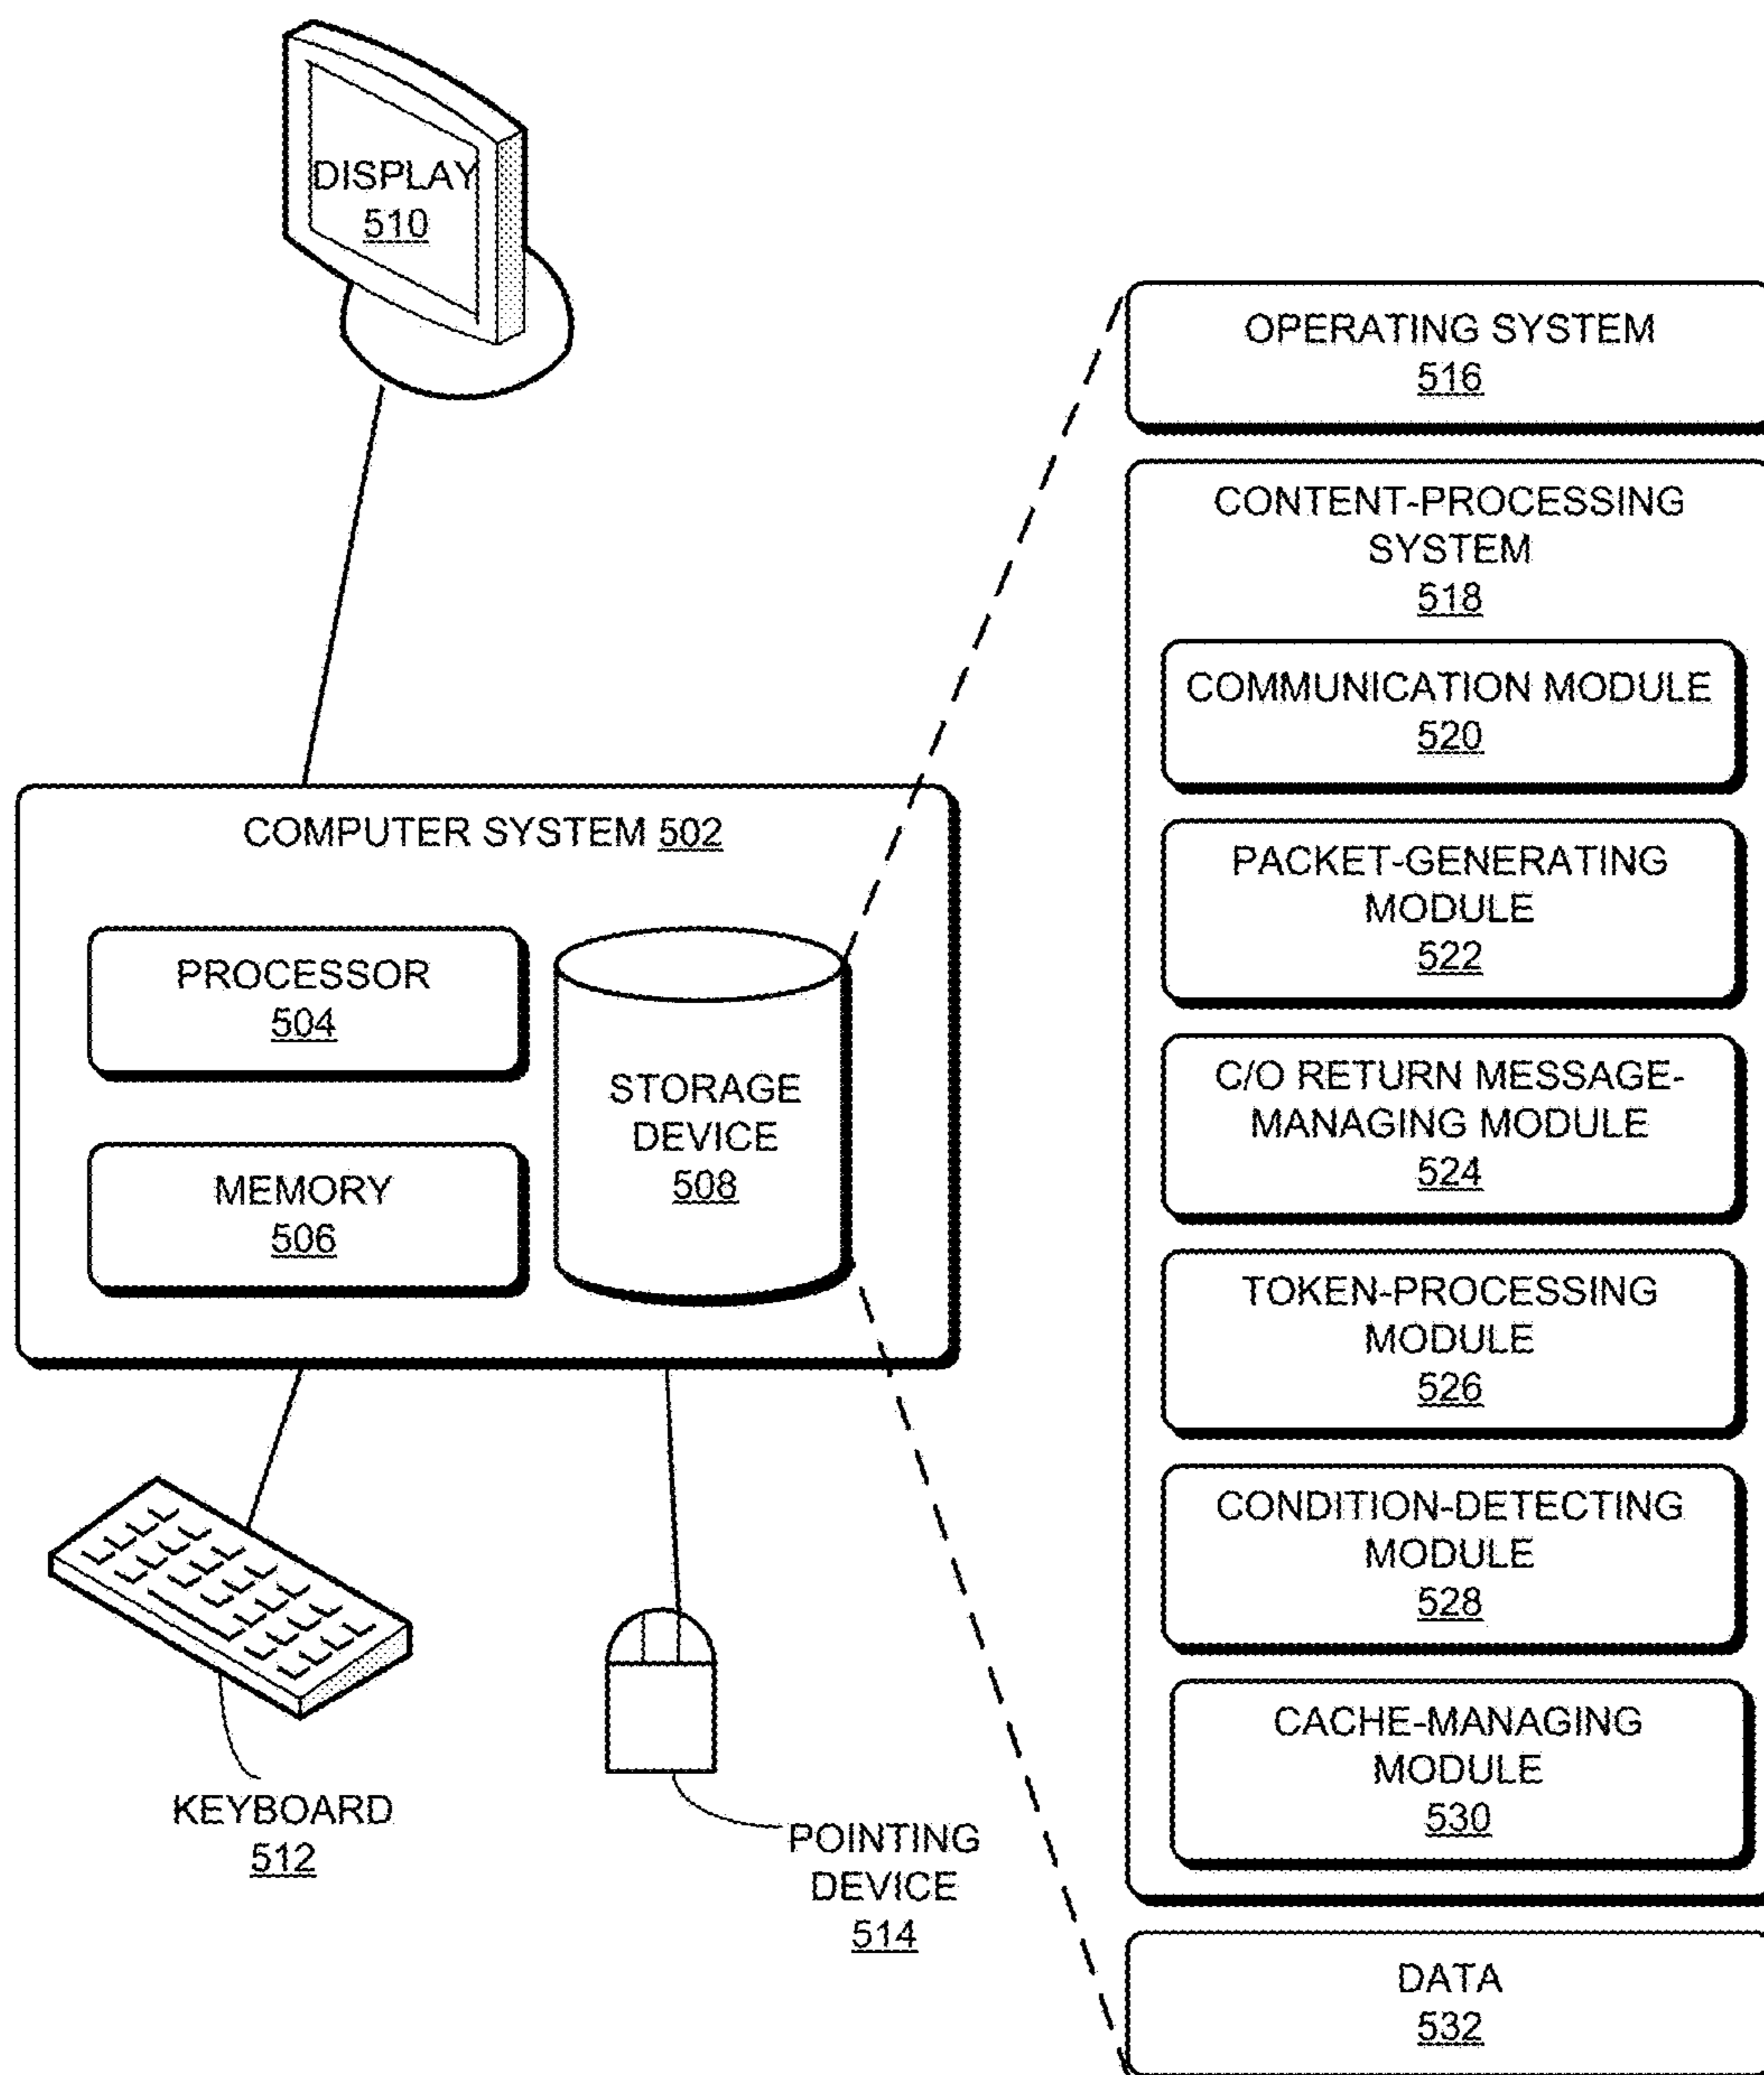 DISPLAY
510
COMPUTER SYSTEM 502
PROCESSOR
504
MEMORY
506
STORAGE
DEVICE
508
KEYBOARD
512
POINTING
DEVICE
514
OPERATING SYSTEM
516
CONTENT-PROCESSING
SYSTEM
518
COMMUNICATION MODULE
520
PACKET-GENERATING
MODULE
522
C/O RETURN MESSAGE-
MANAGING MODULE
524
TOKEN-PROCESSING
MODULE
526
CONDITION-DETECTING
MODULE
528
CACHE-MANAGING
MODULE
530
DATA
532